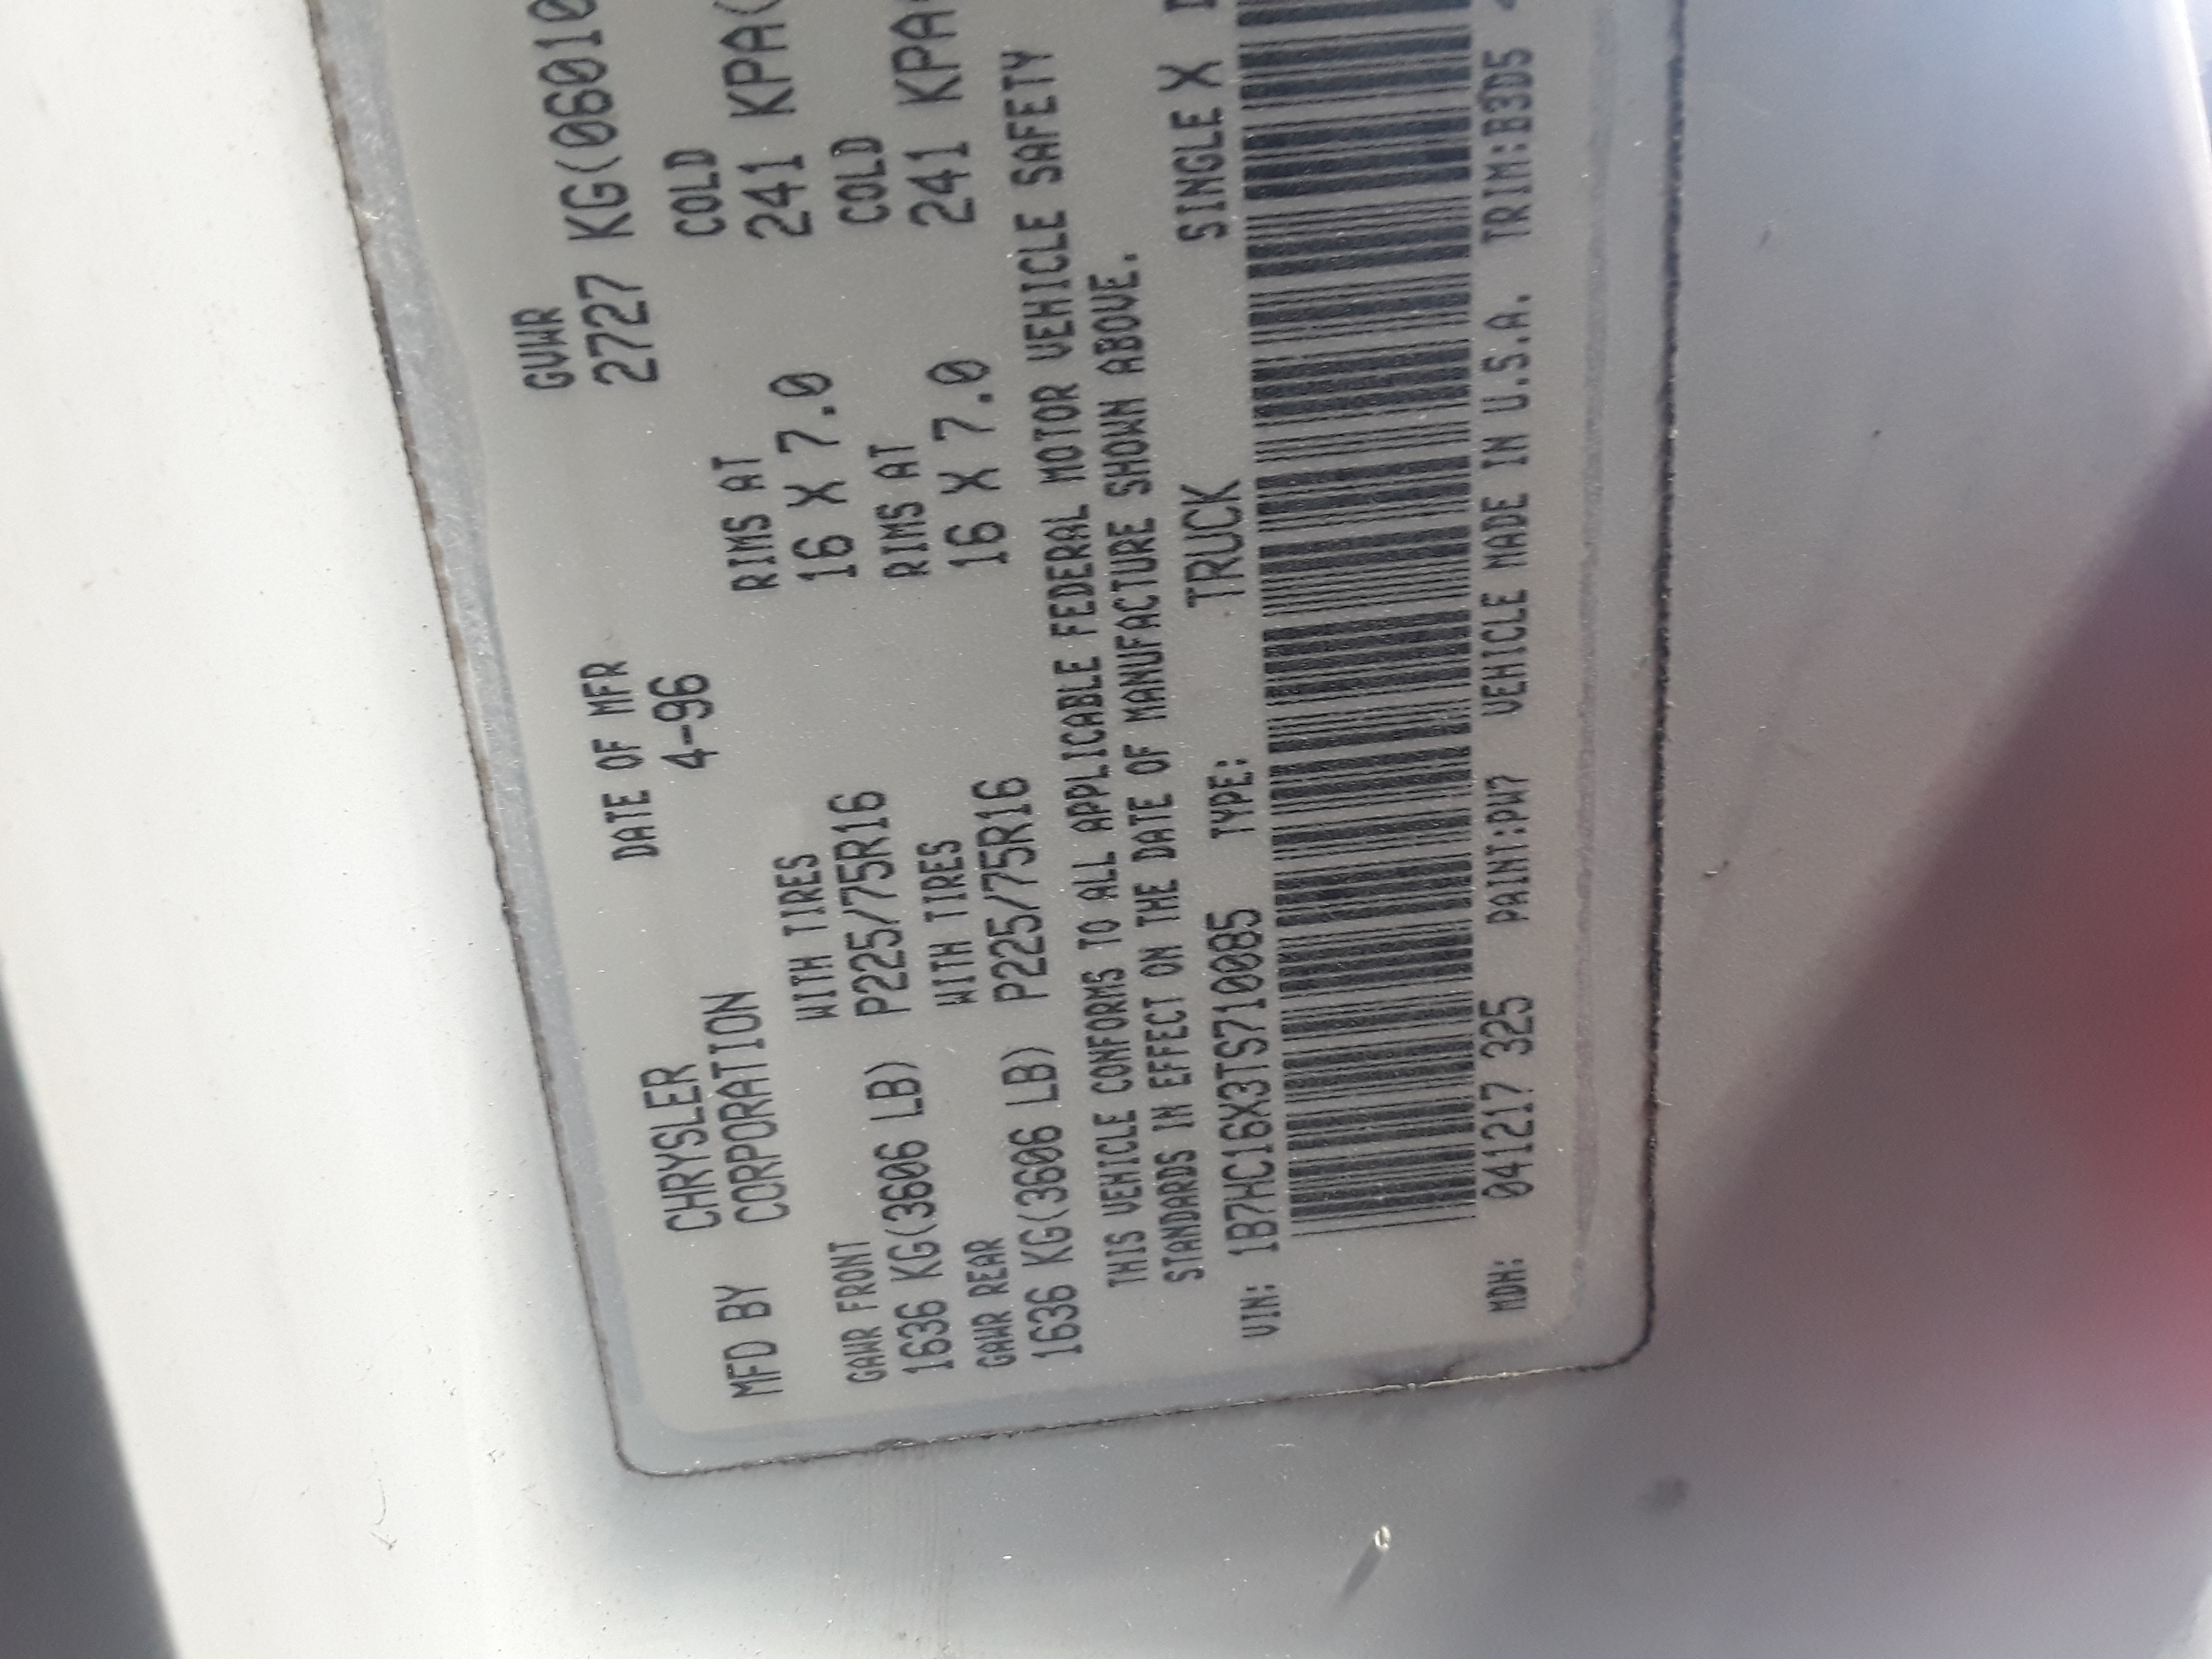 MFD BY CHRYSLER CORPORATION DATE OF MFR 4-96 GVWR 2727 KG(06010
GAWR FRONT WITH TIRES RIMS AT COLD
1636 KG(3606 LB) P225/75R16 16 X 7.0 241 KPA(
GAWR REAR WITH TIRES RIMS AT COLD
1636 KG(3606 LB) P225/75R16 16 X 7.0 241 KPA
THIS VEHICLE CONFORMS TO ALL APPLICABLE FEDERAL MOTOR VEHICLE SAFETY
STANDARDS IN EFFECT ON THE DATE OF MANUFACTURE SHOWN ABOVE.
VIN: 1B7HC16X3TS710085 TYPE: TRUCK SINGLE X
MDH: 041217 325 PAINT:PW7 VEHICLE MADE IN U.S.A. TRIM:B3D5